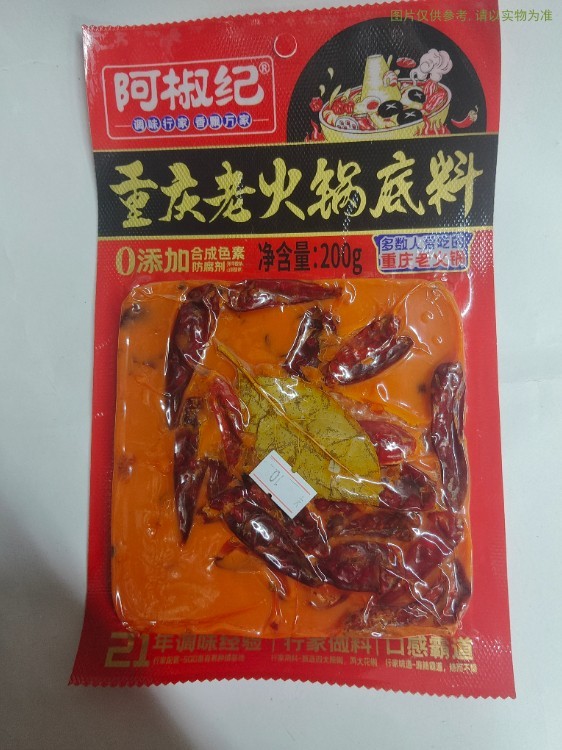 图片仅供参考,请以实物为准
阿椒纪®
调味行家 香飘万家
重庆老火锅底料
0添加 合成色素
防腐剂
净含量:200g
多数人常吃的
重庆老火锅
10
21年调味经验 | 行家做料 | 口感霸道